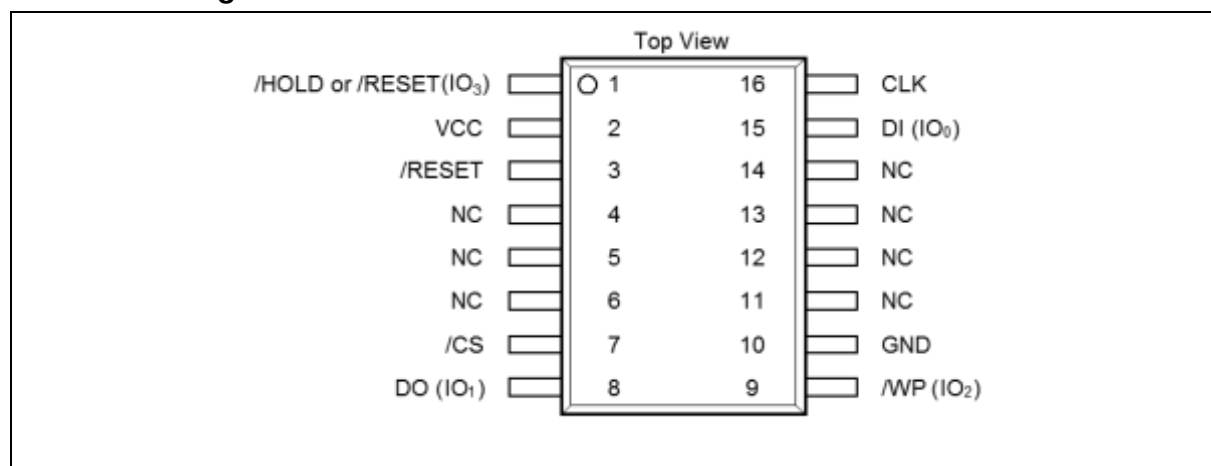 Top View
/HOLD or /RESET(IO₃) 1 16 CLK
VCC 2 15 DI (IO₀)
/RESET 3 14 NC
NC 4 13 NC
NC 5 12 NC
NC 6 11 NC
/CS 7 10 GND
DO (IO₁) 8 9 /WP (IO₂)